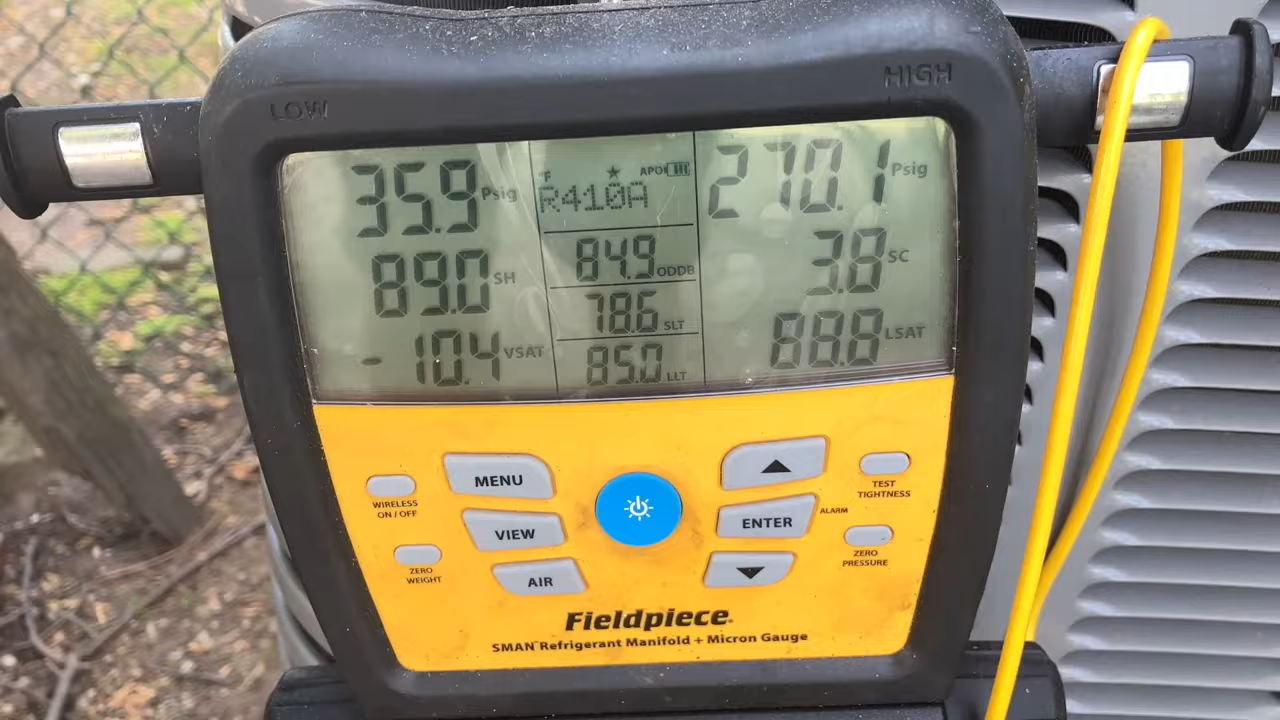 LOW
HIGH
35.9 Psig
89.0 SH
-10.4 VSAT
°F
APO
R410A
84.9 ODDB
78.6 SLT
85.0 LLT
270.1 Psig
3.8 SC
88.8 LSAT
WIRELESS
ON / OFF
ZERO
WEIGHT
MENU
VIEW
AIR
ENTER
ALARM
TEST
TIGHTNESS
ZERO
PRESSURE
Fieldpiece
SMAN™ Refrigerant Manifold + Micron Gauge